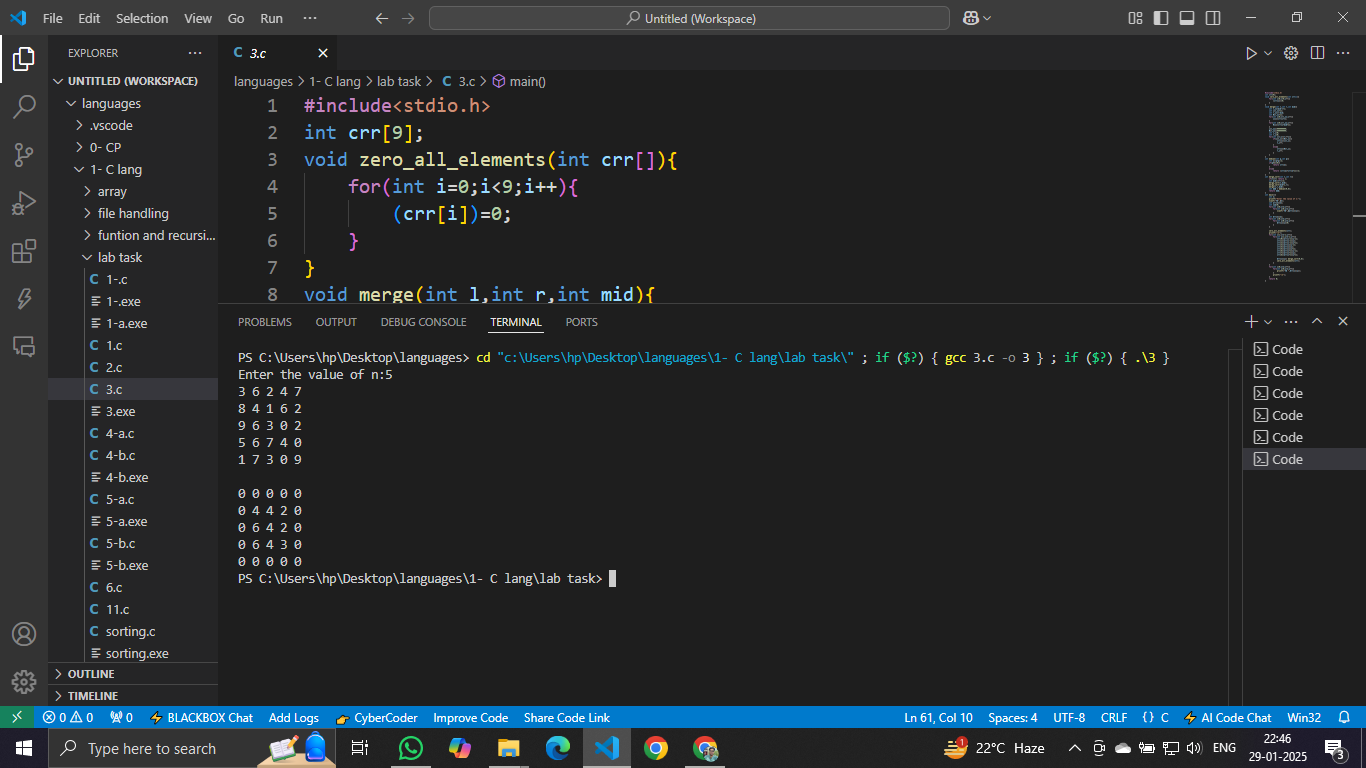 File Edit Selection View Go Run ··· Untitled (Workspace)
EXPLORER ···
UNTITLED (WORKSPACE)
languages
.vscode
0- CP
1- C lang
array
file handling
funtion and recursi...
lab task
C 1-.c
1-.exe
1-a.exe
C 1.c
C 2.c
C 3.c
3.exe
C 4-a.c
C 4-b.c
4-b.exe
C 5-a.c
5-a.exe
C 5-b.c
5-b.exe
C 6.c
C 11.c
C sorting.c
sorting.exe
OUTLINE
TIMELINE
C 3.c
languages > 1- C lang > lab task > C 3.c > main()
1 #include<stdio.h>
2 int crr[9];
3 void zero_all_elements(int crr[]){
4 for(int i=0;i<9;i++){
5 (crr[i])=0;
6 }
7 }
8 void merge(int l,int r,int mid){
PROBLEMS OUTPUT DEBUG CONSOLE TERMINAL PORTS
PS C:\Users\hp\Desktop\languages> cd "c:\Users\hp\Desktop\languages\1- C lang\lab task\" ; if ($?) { gcc 3.c -o 3 } ; if ($?) { .\3 }
Enter the value of n:5
3 6 2 4 7
8 4 1 6 2
9 6 3 0 2
5 6 7 4 0
1 7 3 0 9
0 0 0 0 0
0 4 4 2 0
0 6 4 2 0
0 6 4 3 0
0 0 0 0 0
PS C:\Users\hp\Desktop\languages\1- C lang\lab task>
Code
Code
Code
Code
Code
Code
0 0 0 BLACKBOX Chat Add Logs CyberCoder Improve Code Share Code Link Ln 61, Col 10 Spaces: 4 UTF-8 CRLF {} C AI Code Chat Win32
Type here to search 1 22°C Haze ENG 22:46
29-01-2025 3